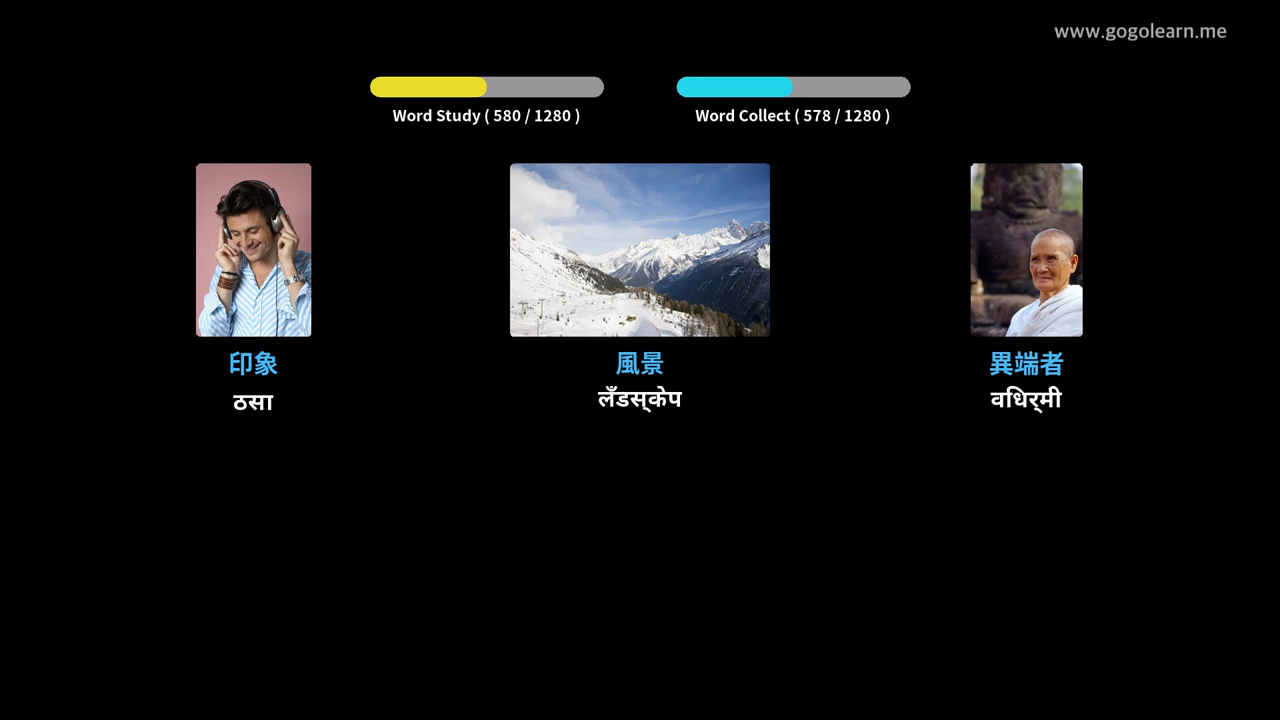 www.gogolearn.me
Word Study ( 580 / 1280 )
Word Collect ( 578 / 1280 )
印象
風景
異端者
ठसा
लँडस्केप
विधर्मी